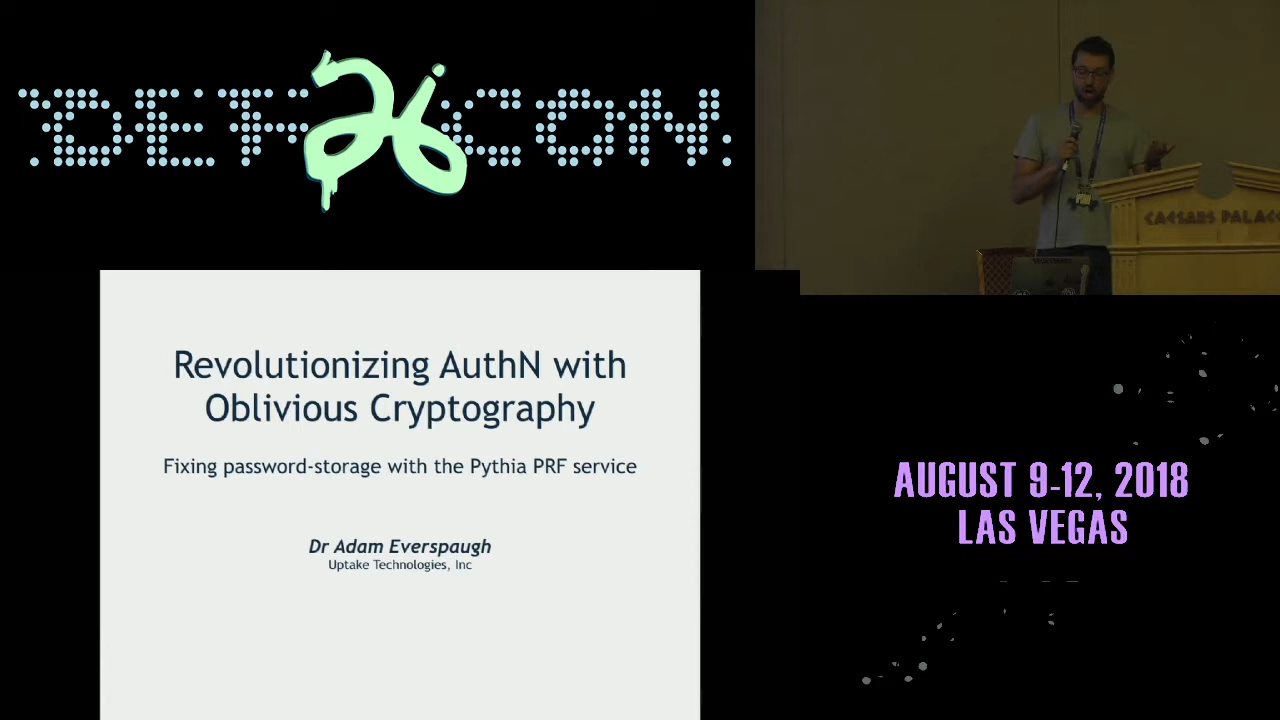 DEF 26 CON
CAESARS PALACE
Revolutionizing AuthN with
Oblivious Cryptography
Fixing password-storage with the Pythia PRF service
Dr Adam Everspaugh
Uptake Technologies, Inc
AUGUST 9-12, 2018
LAS VEGAS